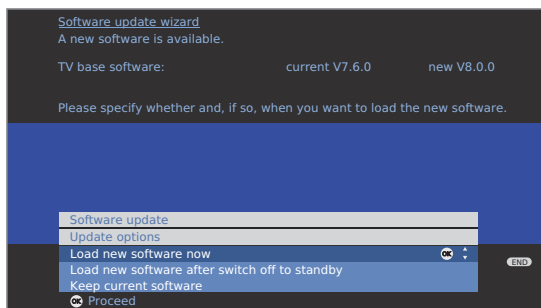 Software update wizard
A new software is available.
TV base software: current V7.6.0 new V8.0.0
Please specify whether and, if so, when you want to load the new software.
Software update
Update options
Load new software now OK
Load new software after switch off to standby
END
Keep current software
OK Proceed